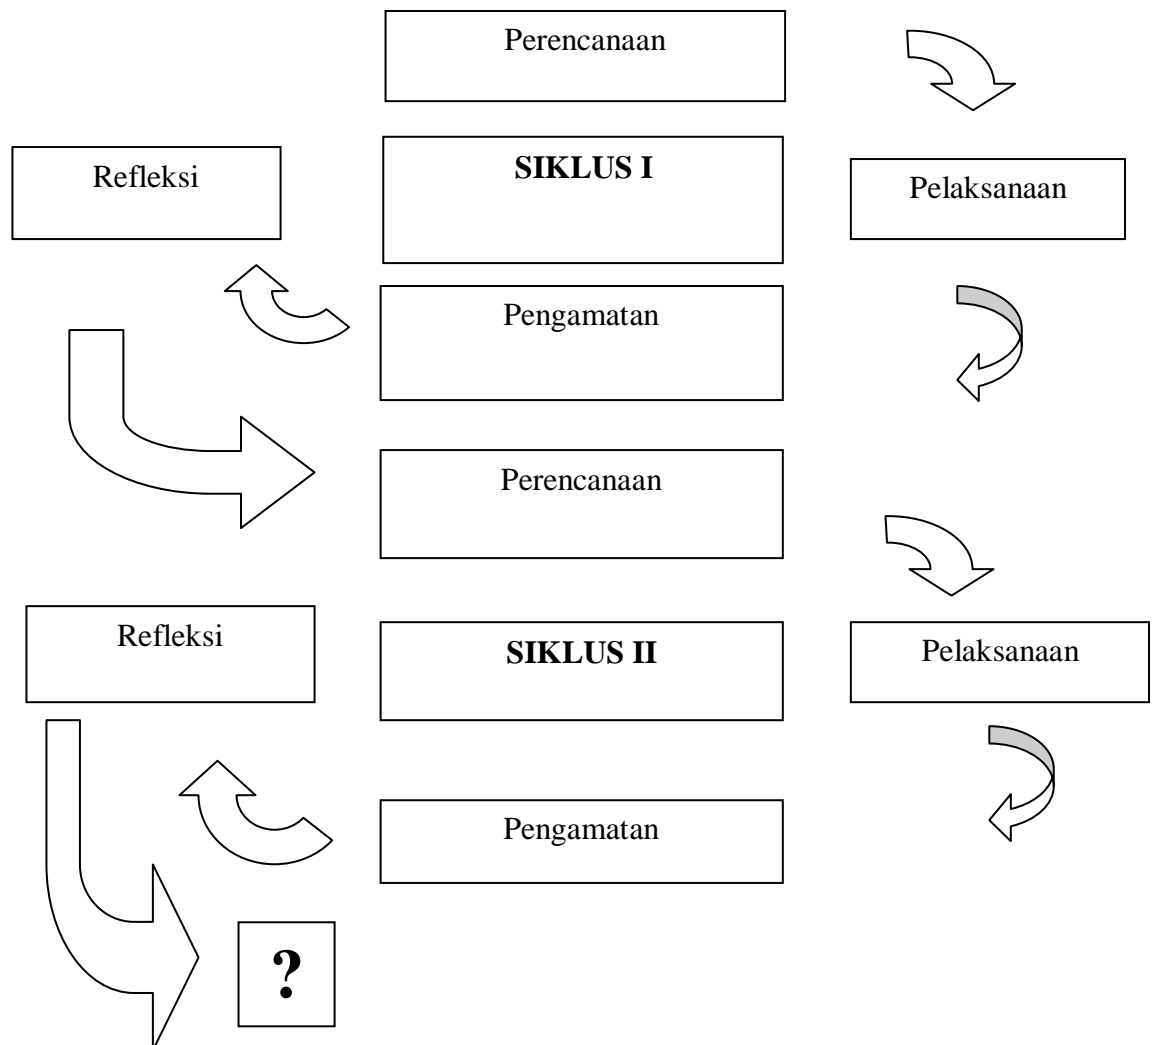 Perencanaan
Refleksi
SIKLUS I
Pelaksanaan
Pengamatan
Perencanaan
Refleksi
SIKLUS II
Pelaksanaan
Pengamatan
?